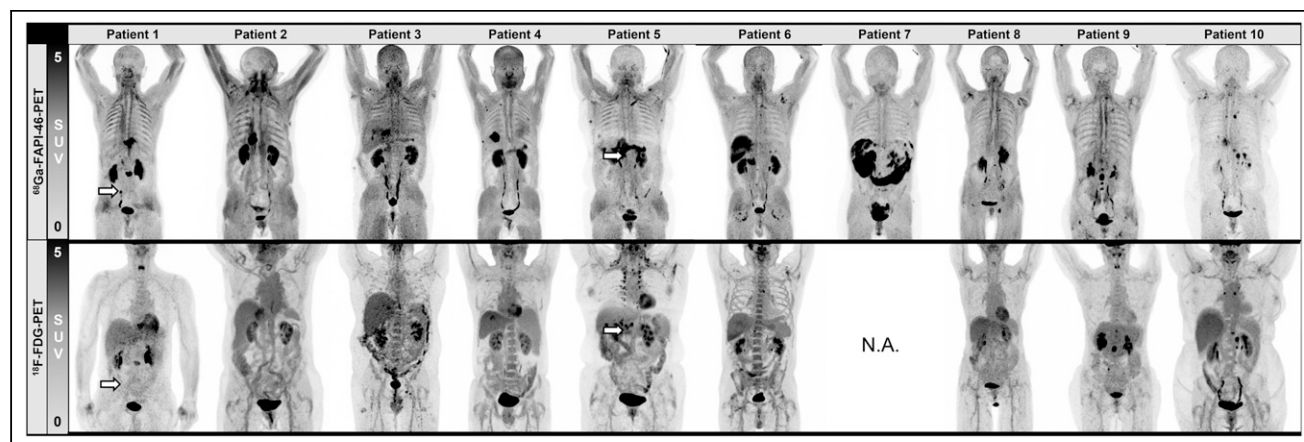 Patient 1 Patient 2 Patient 3 Patient 4 Patient 5 Patient 6 Patient 7 Patient 8 Patient 9 Patient 10
⁶⁸Ga-FAPI-46-PET
5
SUV
0
¹⁸F-FDG-PET
5
SUV
0
N.A.